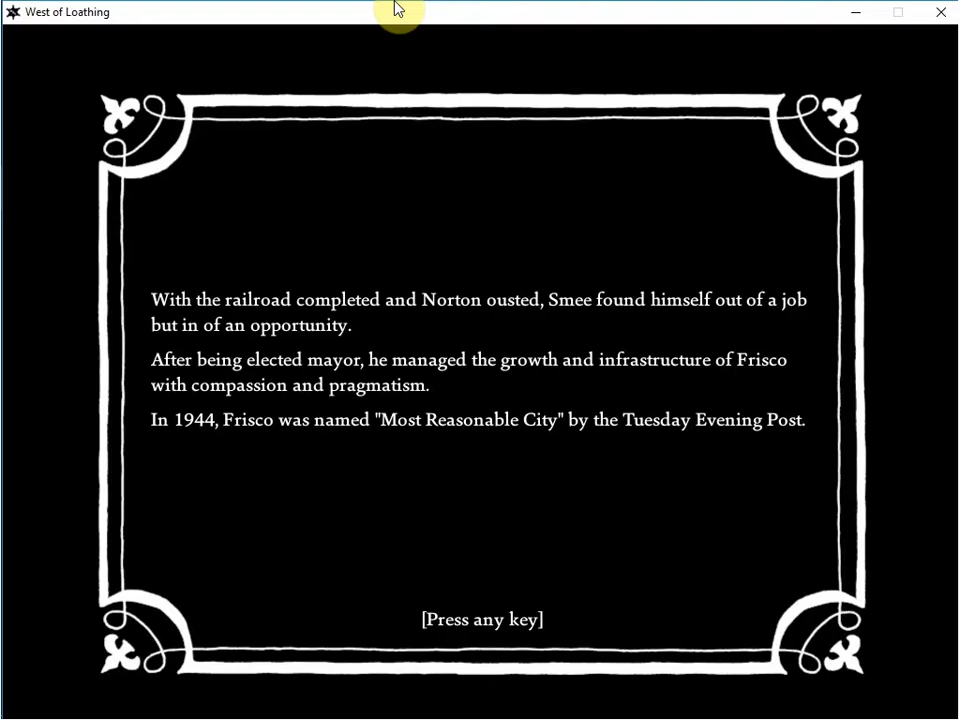 West of Loathing
With the railroad completed and Norton ousted, Smee found himself out of a job
but in of an opportunity.
After being elected mayor, he managed the growth and infrastructure of Frisco
with compassion and pragmatism.
In 1944, Frisco was named "Most Reasonable City" by the Tuesday Evening Post.
[Press any key]